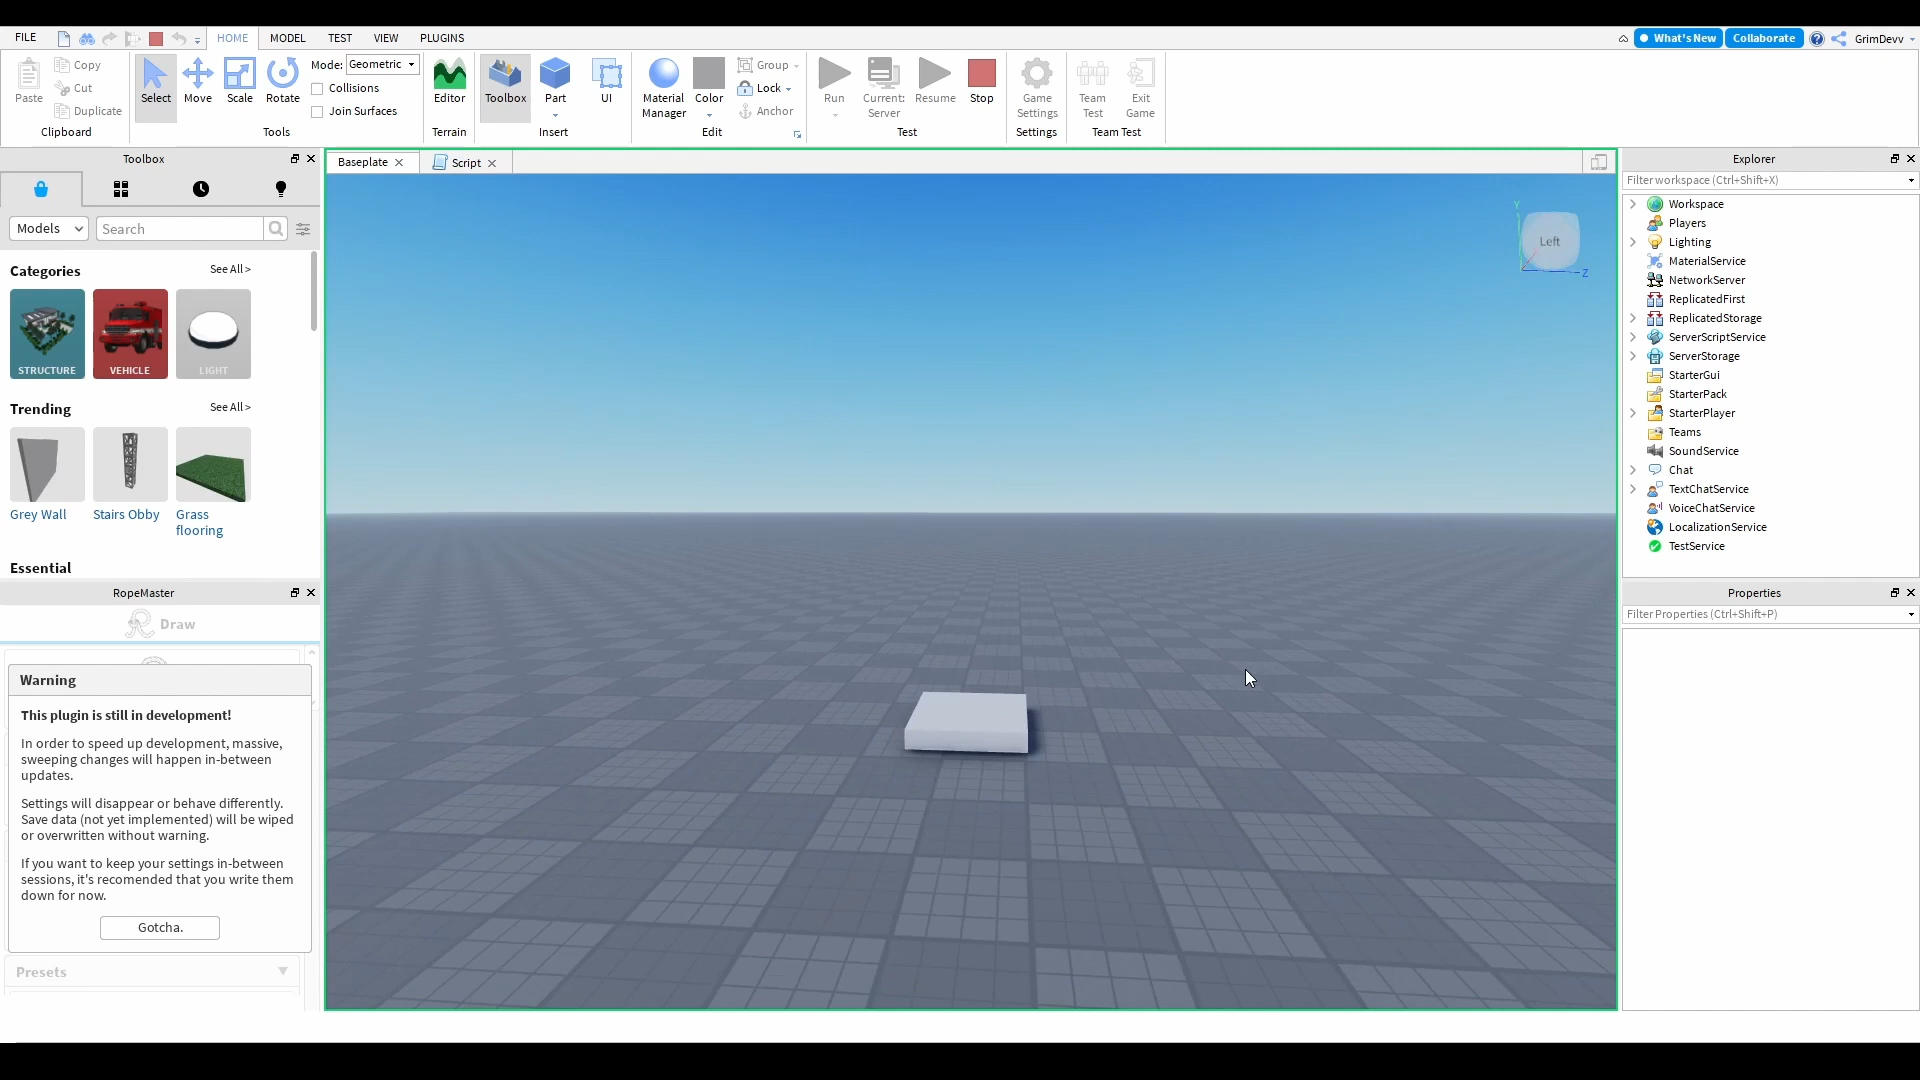 FILE HOME MODEL TEST VIEW PLUGINS What's New Collaborate GrimDevv
Paste
Copy
Cut
Duplicate
Clipboard
Select Move Scale Rotate
Mode: Geometric
Collisions
Join Surfaces
Tools
Editor
Terrain
Toolbox Part UI
Insert
Material
Manager
Color
Group
Lock
Anchor
Edit
Run
Current:
Server
Resume Stop
Test
Game
Settings
Settings
Team
Test
Exit
Game
Team Test
Toolbox
Models Search
Categories See All >
STRUCTURE VEHICLE LIGHT
Trending See All >
Grey Wall Stairs Obby Grass
flooring
Essential
RopeMaster
Draw
Warning
This plugin is still in development!
In order to speed up development, massive,
sweeping changes will happen in-between
updates.
Settings will disappear or behave differently.
Save data (not yet implemented) will be wiped
or overwritten without warning.
If you want to keep your settings in-between
sessions, it's recomended that you write them
down for now.
Gotcha.
Presets
Baseplate Script
Y
Left
Z
Explorer
Filter workspace (Ctrl+Shift+X)
Workspace
Players
Lighting
MaterialService
NetworkServer
ReplicatedFirst
ReplicatedStorage
ServerScriptService
ServerStorage
StarterGui
StarterPack
StarterPlayer
Teams
SoundService
Chat
TextChatService
VoiceChatService
LocalizationService
TestService
Properties
Filter Properties (Ctrl+Shift+P)